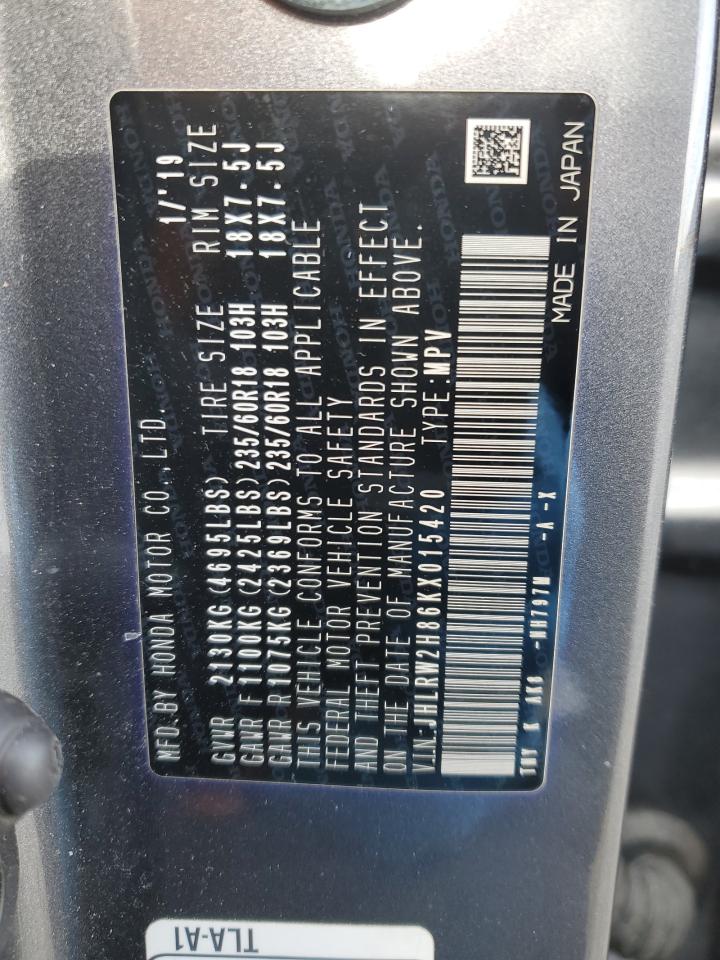 MFD.BY HONDA MOTOR CO.,LTD. 1/'19
GVWR 2130KG(4695LBS) TIRE SIZE RIM SIZE
GAWR F 1100KG(2425LBS)235/60R18 103H 18X7.5J
GAWR R 1075KG(2369LBS)235/60R18 103H 18X7.5J
THIS VEHICLE CONFORMS TO ALL APPLICABLE
FEDERAL MOTOR VEHICLE SAFETY
AND THEFT PREVENTION STANDARDS IN EFFECT
ON THE DATE OF MANUFACTURE SHOWN ABOVE.
V.I.N:JHLRW2H86KX015420 TYPE:MPV
K AK8 -NH797M -A -X
MADE IN JAPAN
TLA-A1